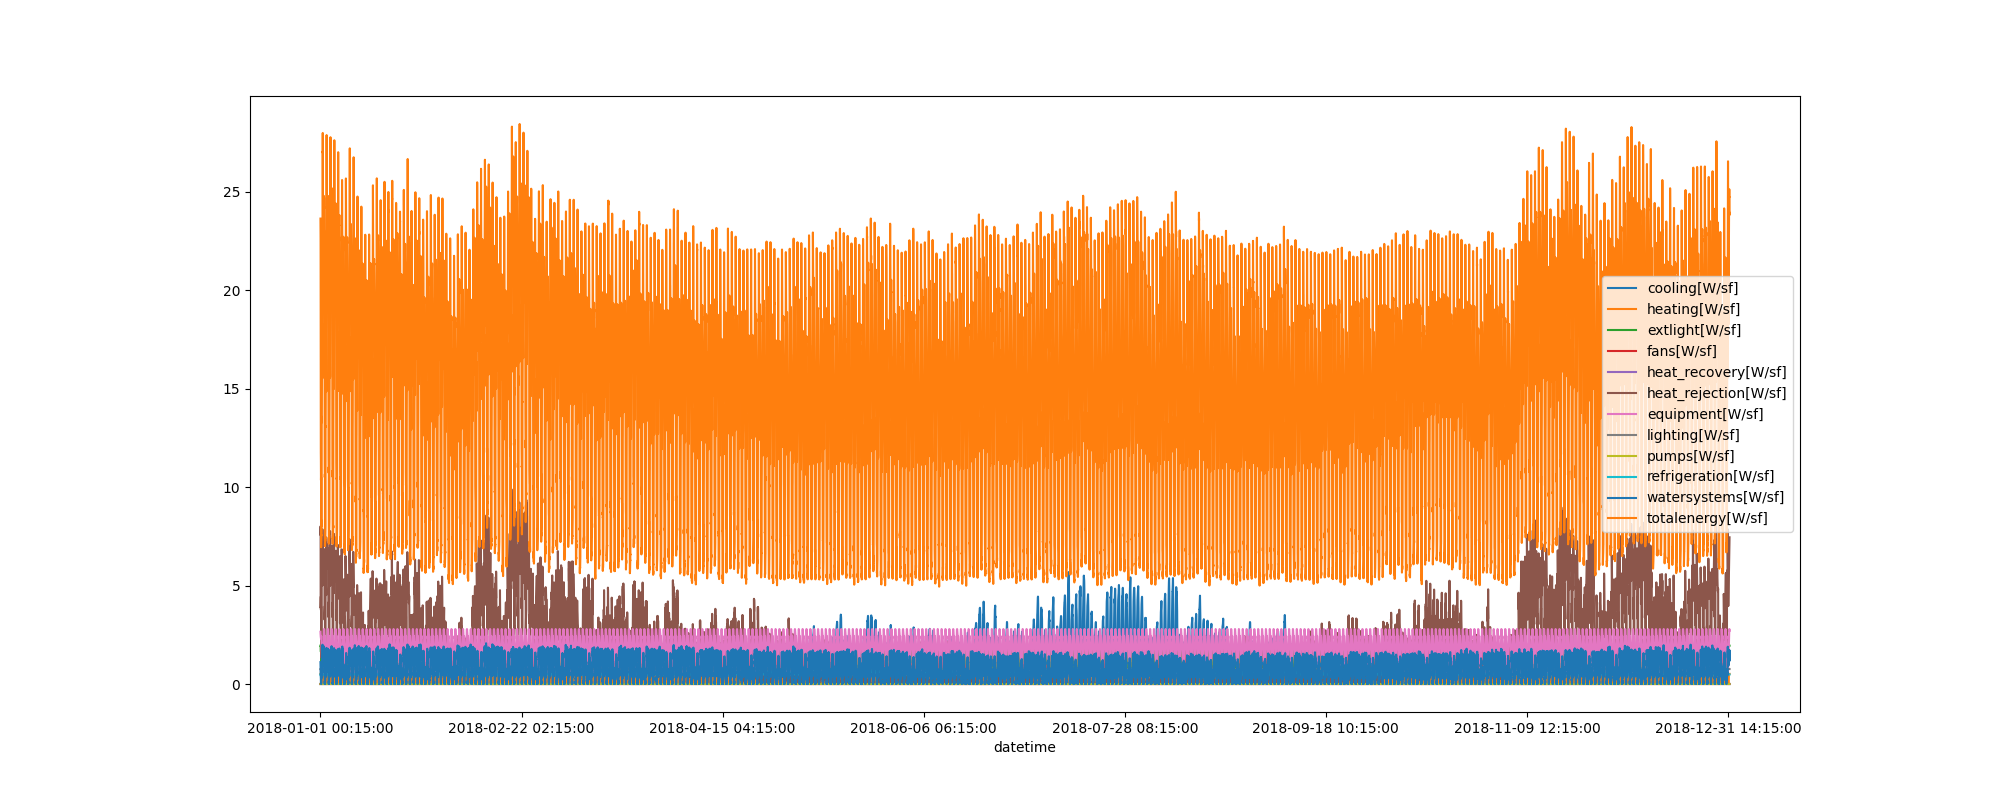 25
20
15
10
5
0
cooling[W/sf]
heating[W/sf]
extlight[W/sf]
fans[W/sf]
heat_recovery[W/sf]
heat_rejection[W/sf]
equipment[W/sf]
lighting[W/sf]
pumps[W/sf]
refrigeration[W/sf]
watersystems[W/sf]
totalenergy[W/sf]
2018-01-01 00:15:00 2018-02-22 02:15:00 2018-04-15 04:15:00 2018-06-06 06:15:00 2018-07-28 08:15:00 2018-09-18 10:15:00 2018-11-09 12:15:00 2018-12-31 14:15:00
datetime